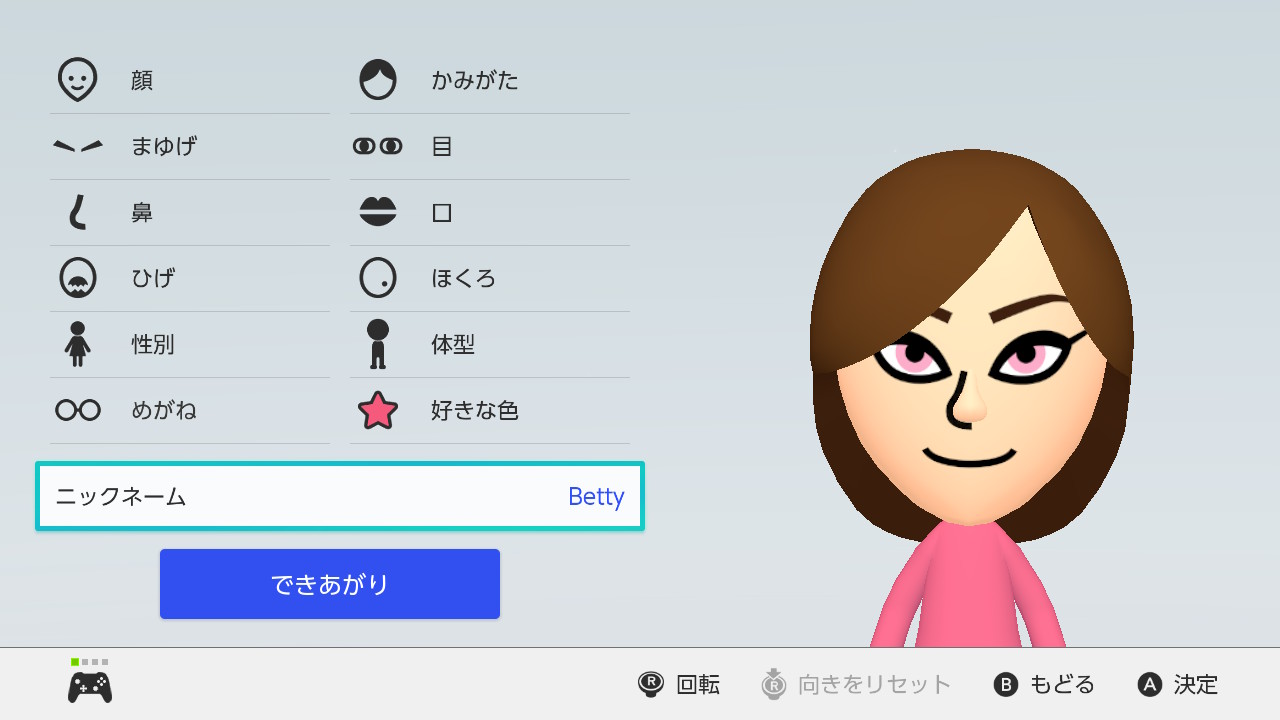 顔
かみがた
まゆげ
目
鼻
口
ひげ
ほくろ
性別
体型
めがね
好きな色
ニックネーム Betty
できあがり
R 回転 R 向きをリセット B もどる A 決定